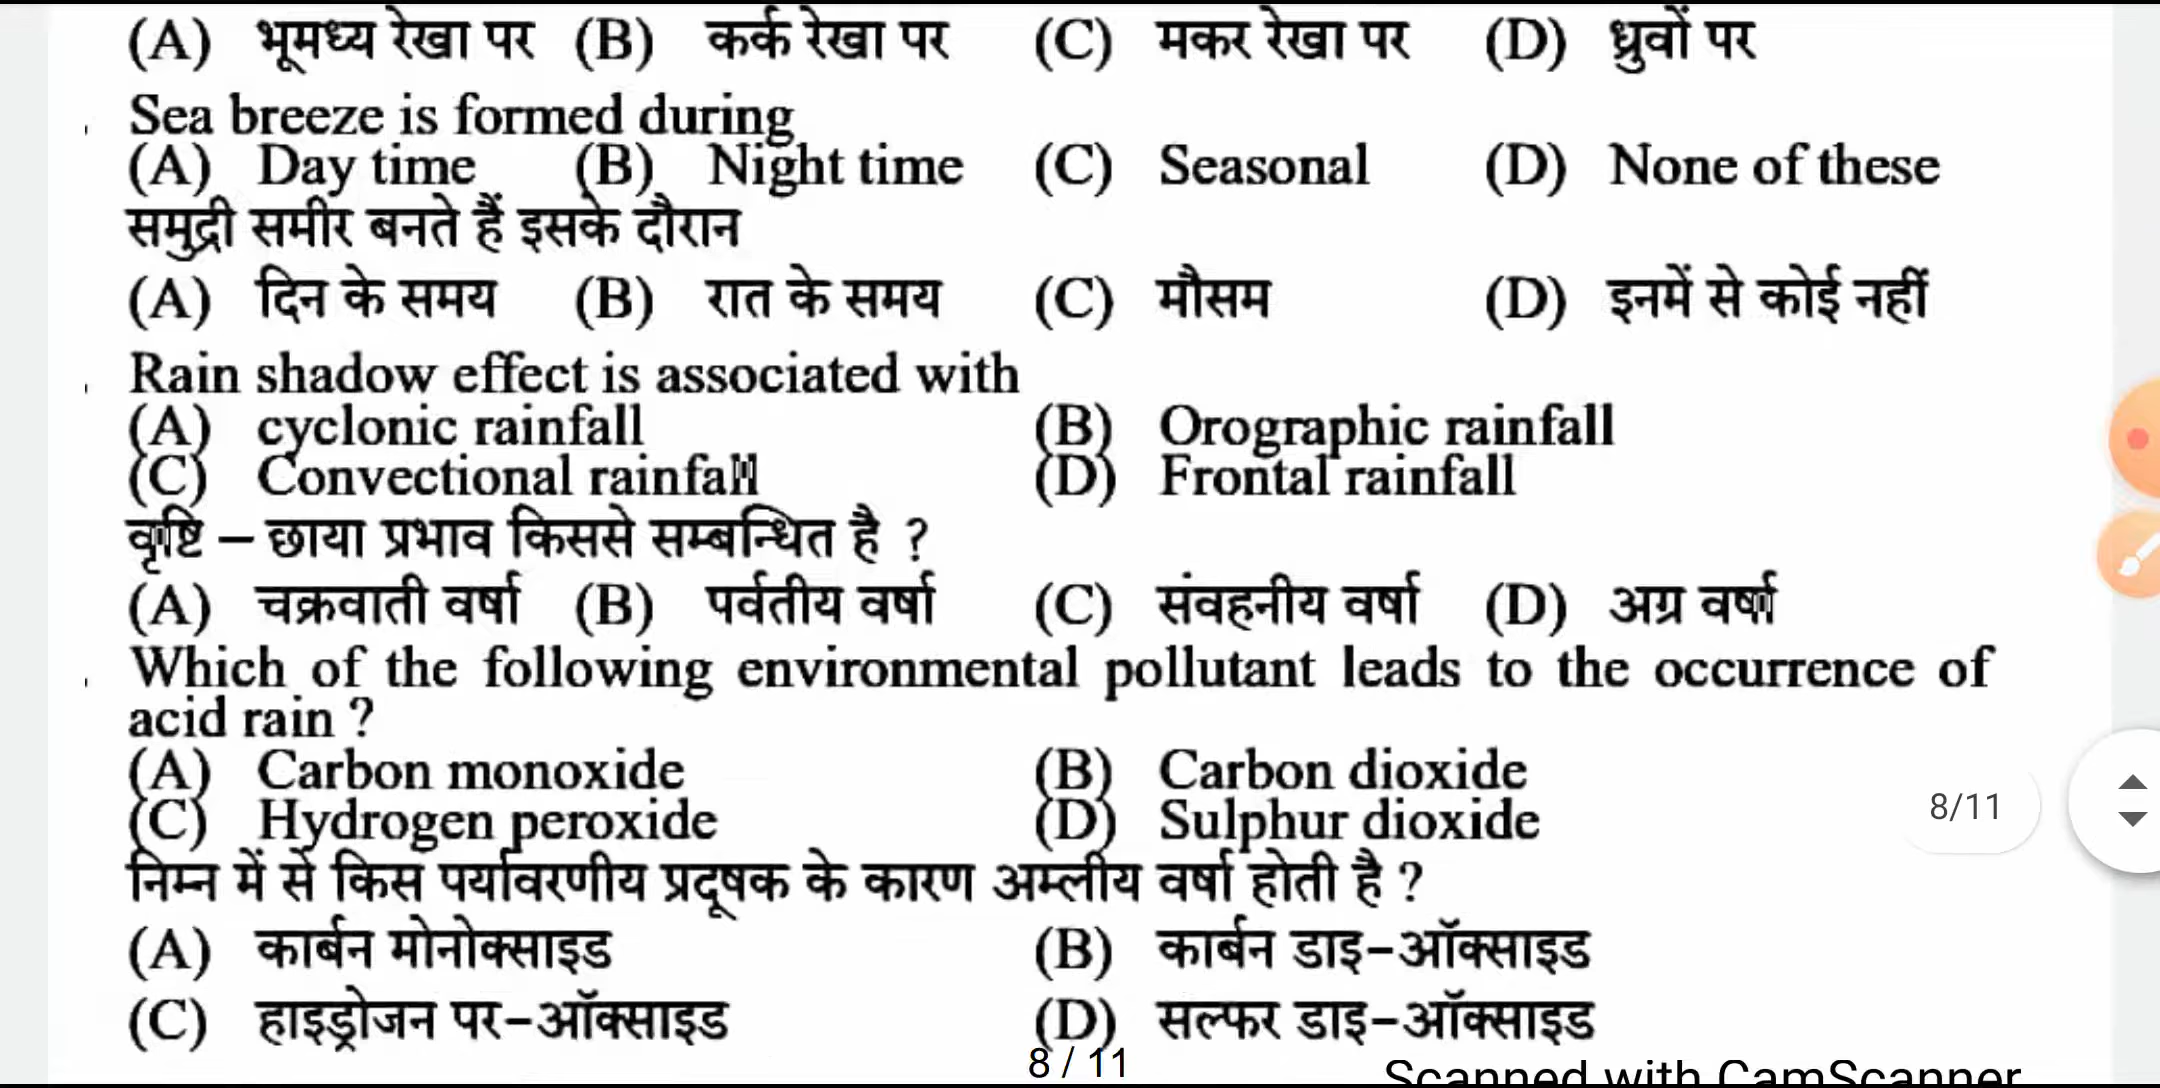 (A) भूमध्य रेखा पर (B) कर्क रेखा पर (C) मकर रेखा पर (D) ध्रुवों पर
Sea breeze is formed during
(A) Day time (B) Night time (C) Seasonal (D) None of these
समुद्री समीर बनते हैं इसके दौरान
(A) दिन के समय (B) रात के समय (C) मौसम (D) इनमें से कोई नहीं
Rain shadow effect is associated with
(A) cyclonic rainfall (B) Orographic rainfall
(C) Convectional rainfall (D) Frontal rainfall
वृष्टि – छाया प्रभाव किससे सम्बन्धित है ?
(A) चक्रवाती वर्षा (B) पर्वतीय वर्षा (C) संवहनीय वर्षा (D) अग्र वर्षा
Which of the following environmental pollutant leads to the occurrence of
acid rain ?
(A) Carbon monoxide (B) Carbon dioxide
(C) Hydrogen peroxide (D) Sulphur dioxide
8/11
निम्न में से किस पर्यावरणीय प्रदूषक के कारण अम्लीय वर्षा होती है ?
(A) कार्बन मोनोक्साइड (B) कार्बन डाइ-ऑक्साइड
(C) हाइड्रोजन पर-ऑक्साइड (D) सल्फर डाइ-ऑक्साइड
8 / 11
Scanned with CamScanner